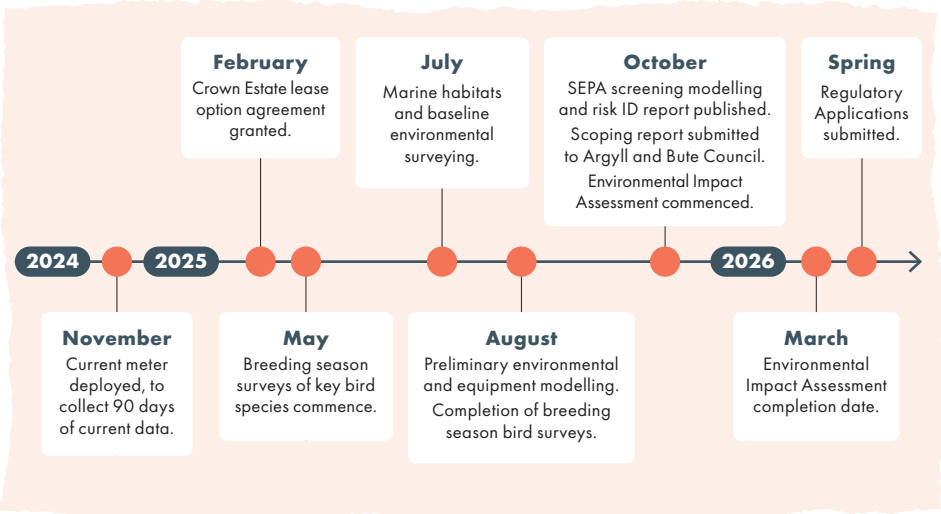 February
Crown Estate lease
option agreement
granted.
July
Marine habitats
and baseline
environmental
surveying.
October
SEPA screening modelling
and risk ID report published.
Scoping report submitted
to Argyll and Bute Council.
Environmental Impact
Assessment commenced.
Spring
Regulatory
Applications
submitted.
2024
2025
2026
November
Current meter
deployed, to
collect 90 days
of current data.
May
Breeding season
surveys of key bird
species commence.
August
Preliminary environmental
and equipment modelling.
Completion of breeding
season bird surveys.
March
Environmental
Impact Assessment
completion date.